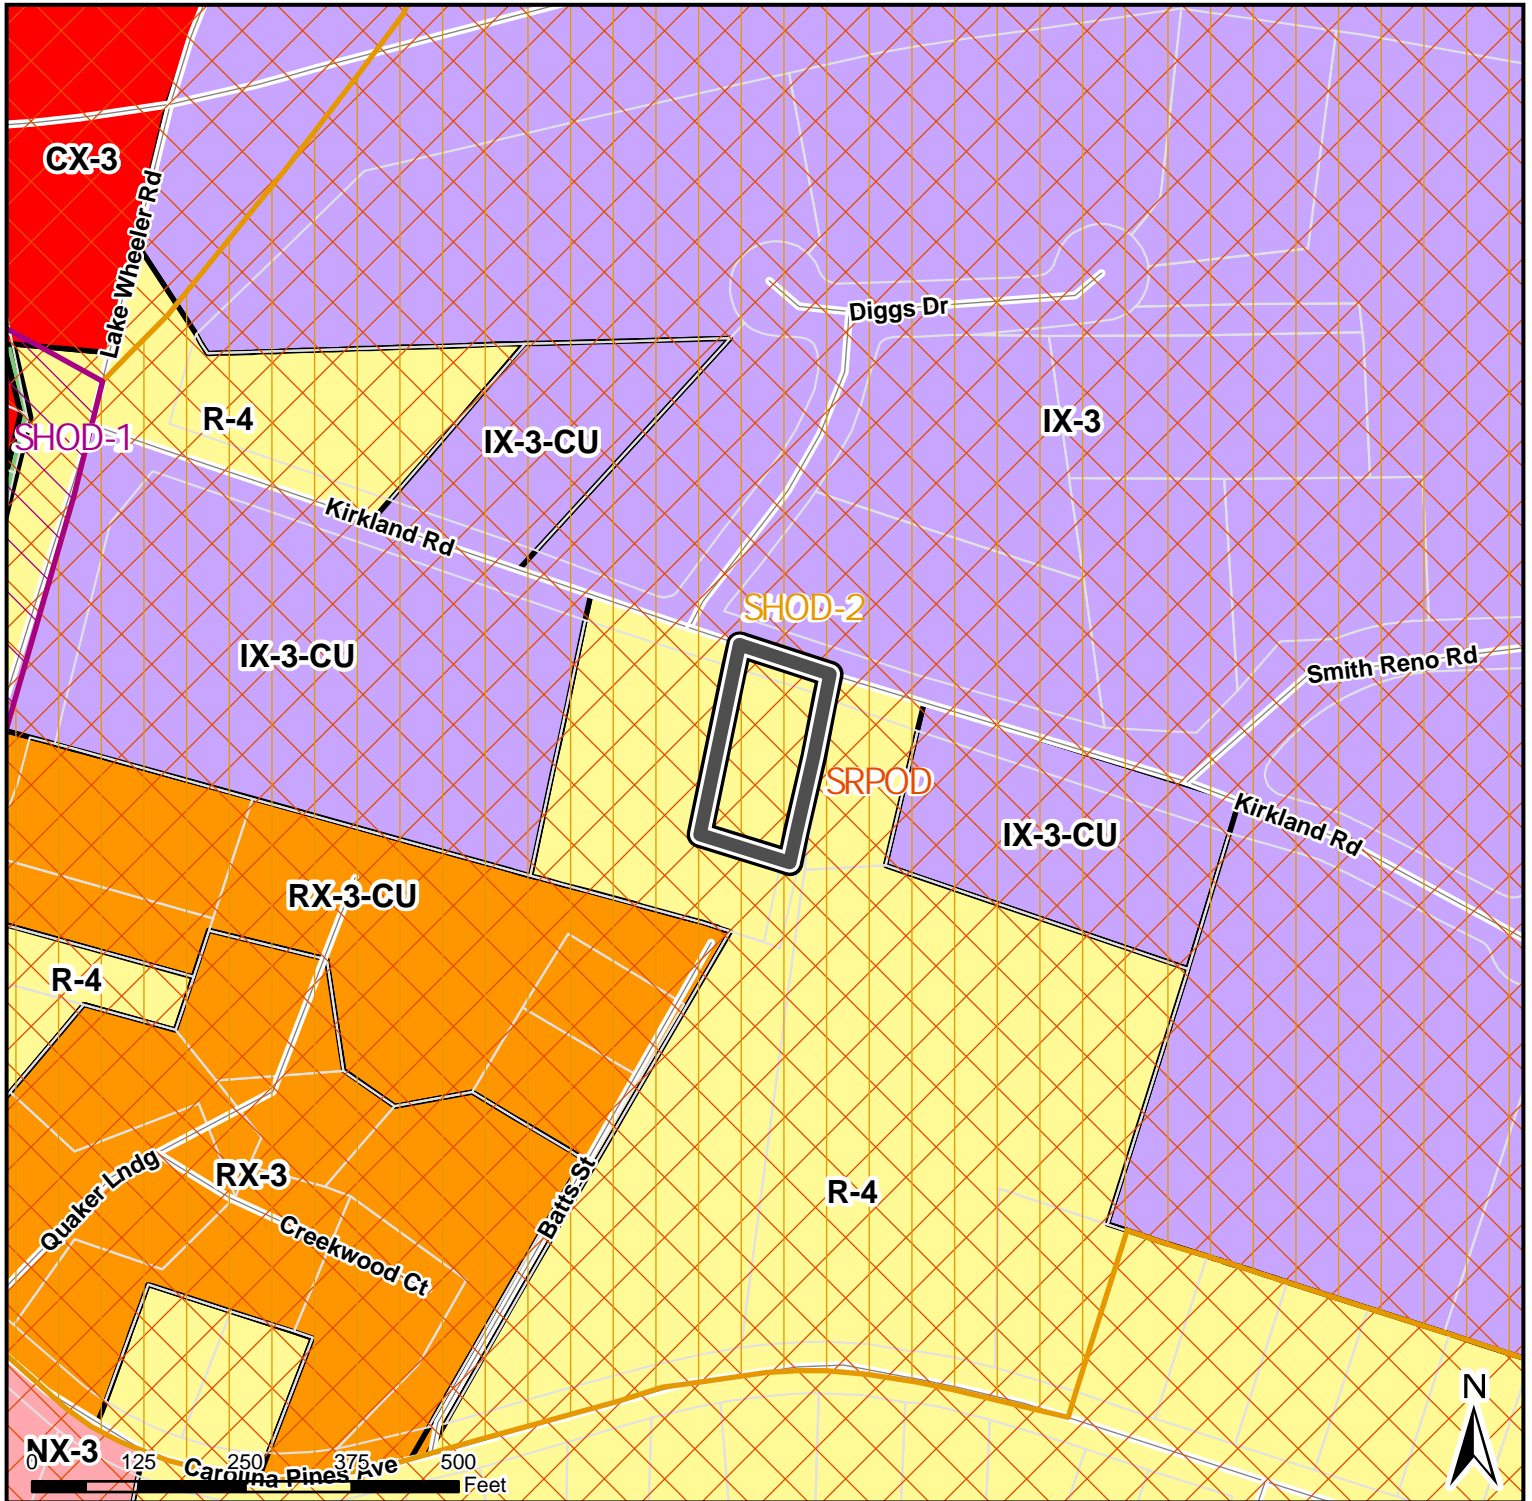 CX-3
Lake Wheeler Rd
Diggs Dr
R-4
IX-3-CU
IX-3
SHOD-1
Kirkland Rd
SHOD-2
IX-3-CU
Smith Reno Rd
SRPOD
IX-3-CU
Kirkland Rd
RX-3-CU
R-4
RX-3
Quaker Lndg
Creekwood Ct
Batts St
R-4
N
NX-3
0 125 250 375 500
Feet
Carolina Pines Ave